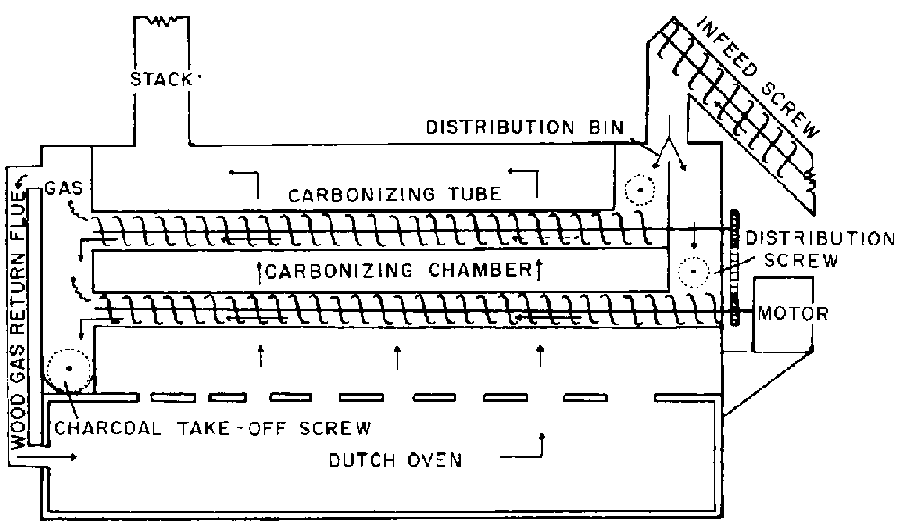 STACK
INFEED SCREW
DISTRIBUTION BIN
GAS
CARBONIZING TUBE
WOOD GAS RETURN FLUE
DISTRIBUTION
SCREW
CARBONIZING CHAMBER
MOTOR
CHARCOAL TAKE-OFF SCREW
DUTCH OVEN